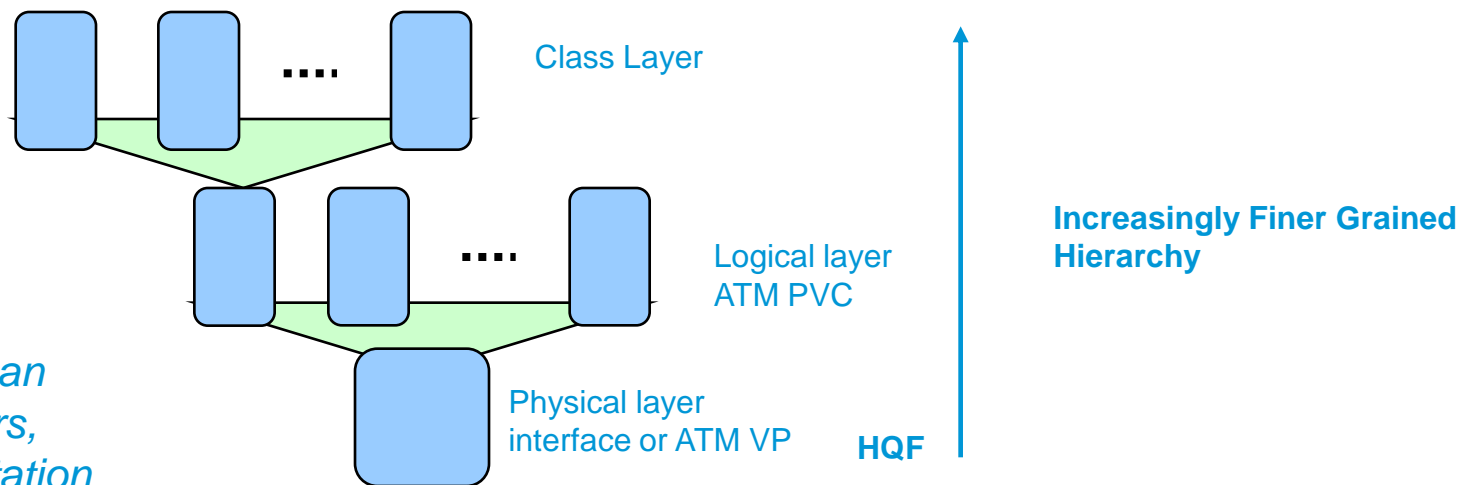 Class Layer
Increasingly Finer Grained
Hierarchy
Logical layer
ATM PVC
Physical layer
interface or ATM VP
HQF